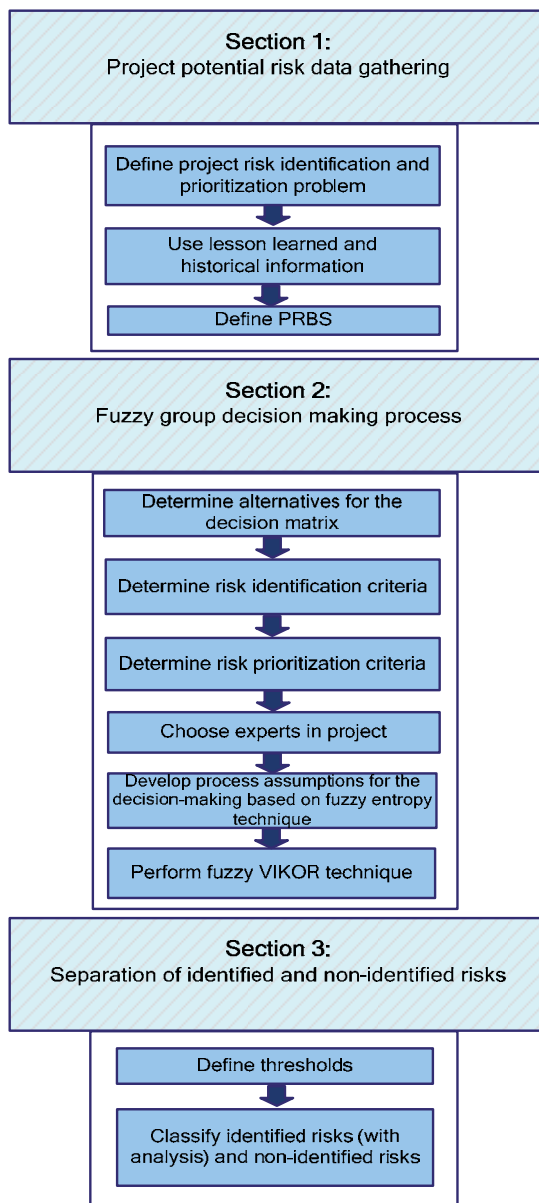 Section 1:
Project potential risk data gathering
Define project risk identification and
prioritization problem
Use lesson learned and
historical information
Define PRBS
Section 2:
Fuzzy group decision making process
Determine alternatives for the
decision matrix
Determine risk identification criteria
Determine risk prioritization criteria
Choose experts in project
Develop process assumptions for the
decision-making based on fuzzy entropy
technique
Perform fuzzy VIKOR technique
Section 3:
Separation of identified and non-identified risks
Define thresholds
Classify identified risks (with
analysis) and non-identified risks